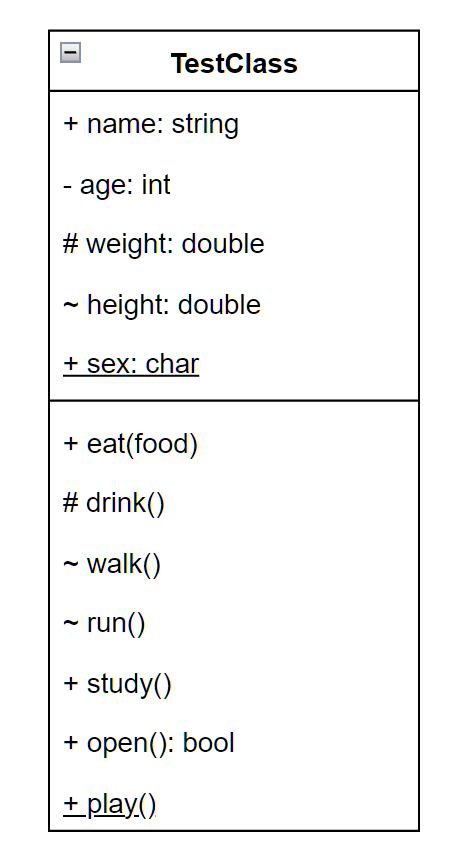 TestClass
+ name: string
- age: int
# weight: double
~ height: double
+ sex: char
+ eat(food)
# drink()
~ walk()
~ run()
+ study()
+ open(): bool
+ play()